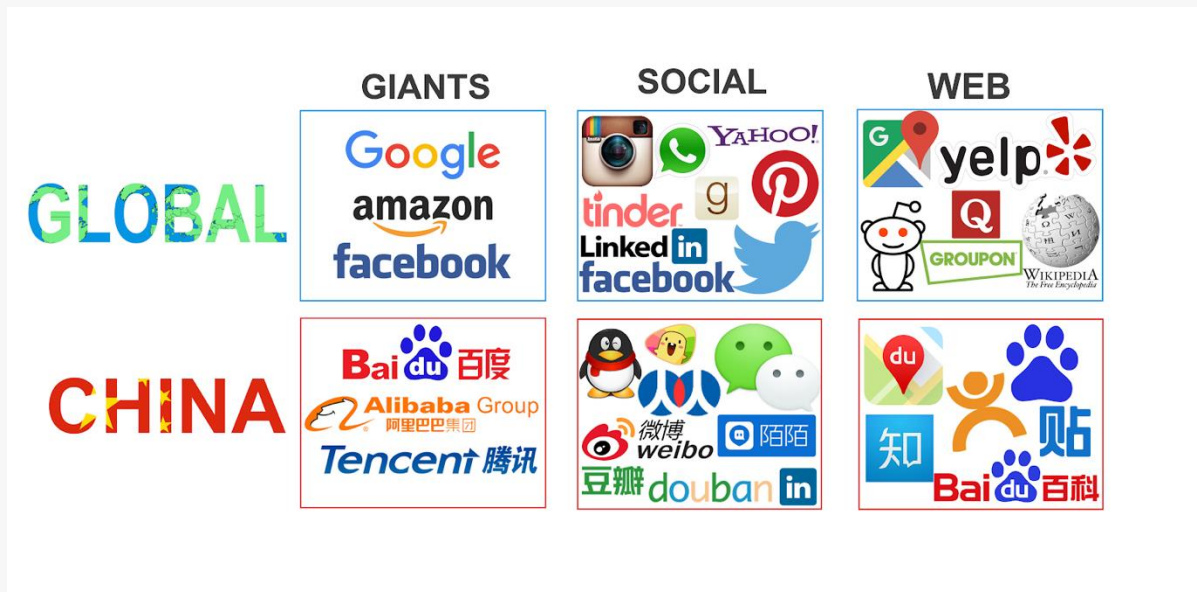 GIANTS
SOCIAL
WEB
GLOBAL
Google
amazon
facebook
Insta
YAHOO!
g
tinder
Linked in
facebook
G
yelp
Q
GROUPON
WIKIPEDIA
The Free Encyclopedia
CHINA
Bai du 百度
Alibaba Group
阿里巴巴集团
Tencent 腾讯
微博
weibo
陌陌
豆瓣 douban in
du
知
贴
Bai du 百科